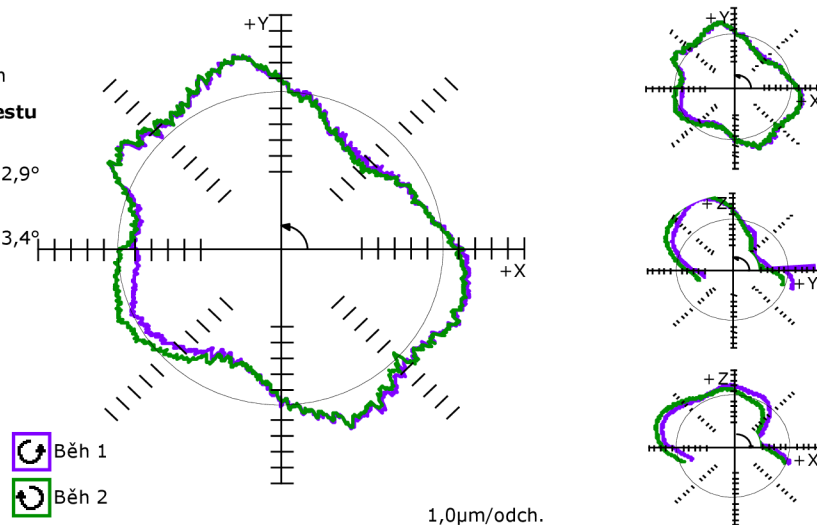 estu
2,9°
3,4°
+Y
+X
Běh 1
Běh 2
1,0µm/odch.
+Y
+X
+Z
+Y
+Z
+X